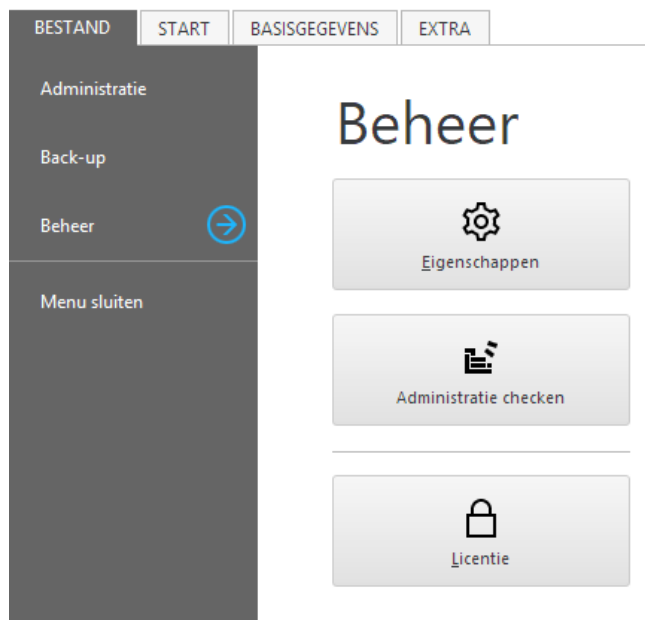 BESTAND START BASISGEGEVENS EXTRA
Administratie
Back-up
Beheer
Menu sluiten
Beheer
Eigenschappen
Administratie checken
Licentie